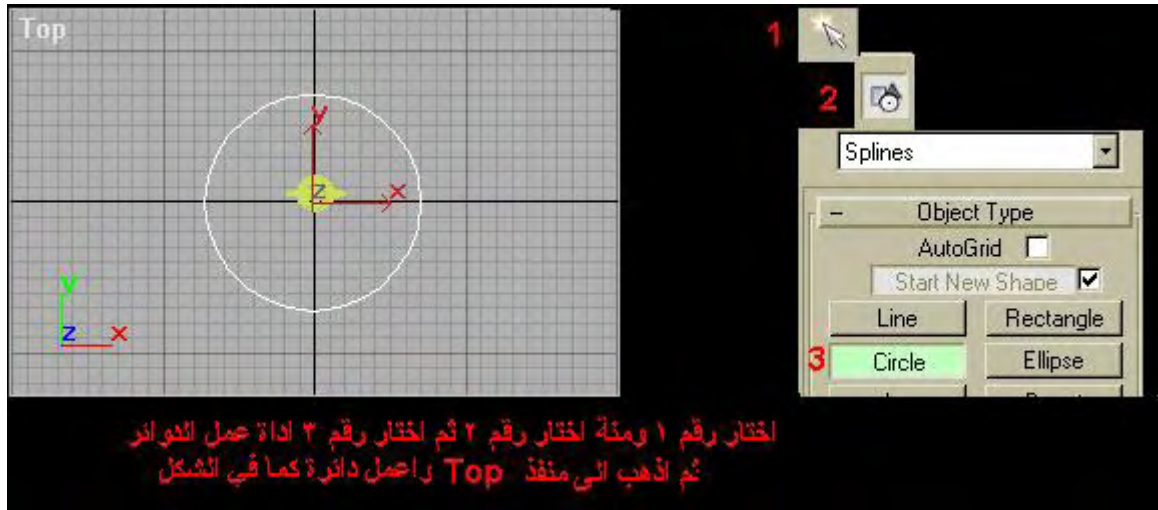 Top
y
z
x
y
z
x
1
2
Splines
Object Type
AutoGrid
Start New Shape
Line
Rectangle
3
Circle
Ellipse
اختار رقم ١ ومنة اختار رقم ٢ ثم اختار رقم ٣ اداة عمل الدوائر
ثم اذهب الى منفذ Top واعمل دائرة كما في الشكل